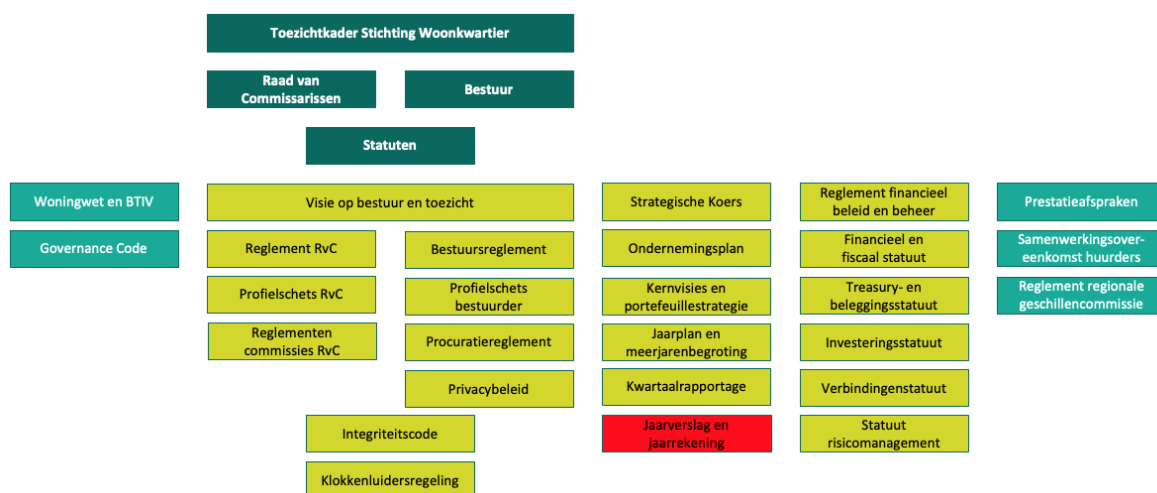 Toezichtkader Stichting Woonkwartier
Raad van
Commissarissen
Bestuur
Statuten
Woningwet en BTIV
Governance Code
Visie op bestuur en toezicht
Reglement RvC
Profielschets RvC
Reglementen
commissies RvC
Bestuursreglement
Profielschets
bestuurder
Procuratiereglement
Privacybeleid
Integriteitscode
Klokkenluidersregeling
Strategische Koers
Ondernemingsplan
Kernvisies en
portefeuillestrategie
Jaarplan en
meerjarenbegroting
Kwartaalrapportage
Jaarverslag en
jaarrekening
Reglement financieel
beleid en beheer
Financieel en
fiscaal statuut
Treasury- en
beleggingsstatuut
Investeringsstatuut
Verbindingenstatuut
Statuut
risicomanagement
Prestatieafspraken
Samenwerkingsover-
eenkomst huurders
Reglement regionale
geschillencommissie